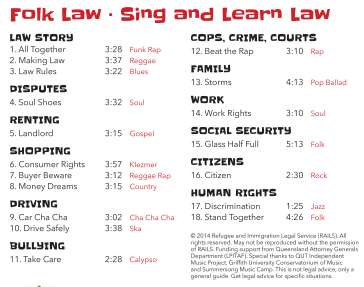 Folk Law · Sing and Learn Law
LAW STORY
1. All Together 3:28 Funk Rap
2. Making Law 3:37 Reggae
3. Law Rules 3:22 Blues
DISPUTES
4. Soul Shoes 3:32 Soul
RENTING
5. Landlord 3:15 Gospel
SHOPPING
6. Consumer Rights 3:57 Klezmer
7. Buyer Beware 3:12 Reggae Rap
8. Money Dreams 3:15 Country
DRIVING
9. Car Cha Cha 3:02 Cha Cha Cha
10. Drive Safely 3:38 Ska
BULLYING
11. Take Care 2:28 Calypso
COPS, CRIME, COURTS
12. Beat the Rap 3:10 Rap
FAMILY
13. Storms 4:13 Pop Ballad
WORK
14. Work Rights 3:10 Soul
SOCIAL SECURITY
15. Glass Half Full 5:13 Folk
CITIZENS
16. Citizen 2:30 Rock
HUMAN RIGHTS
17. Discrimination 1:25 Jazz
18. Stand Together 4:26 Folk
© 2014 Refugee and Immigration Legal Service (RAILS). All
rights reserved. May not be reproduced without the permission
of RAILS. Funding support from Queensland Attorney Generals
Department (LPITAF). Special thanks to QUT Independent
Music Project, Griffith University Conservatorium of Music
and Summersong Music Camp. This is not legal advice, only a
general guide. Get legal advice for specific situations.